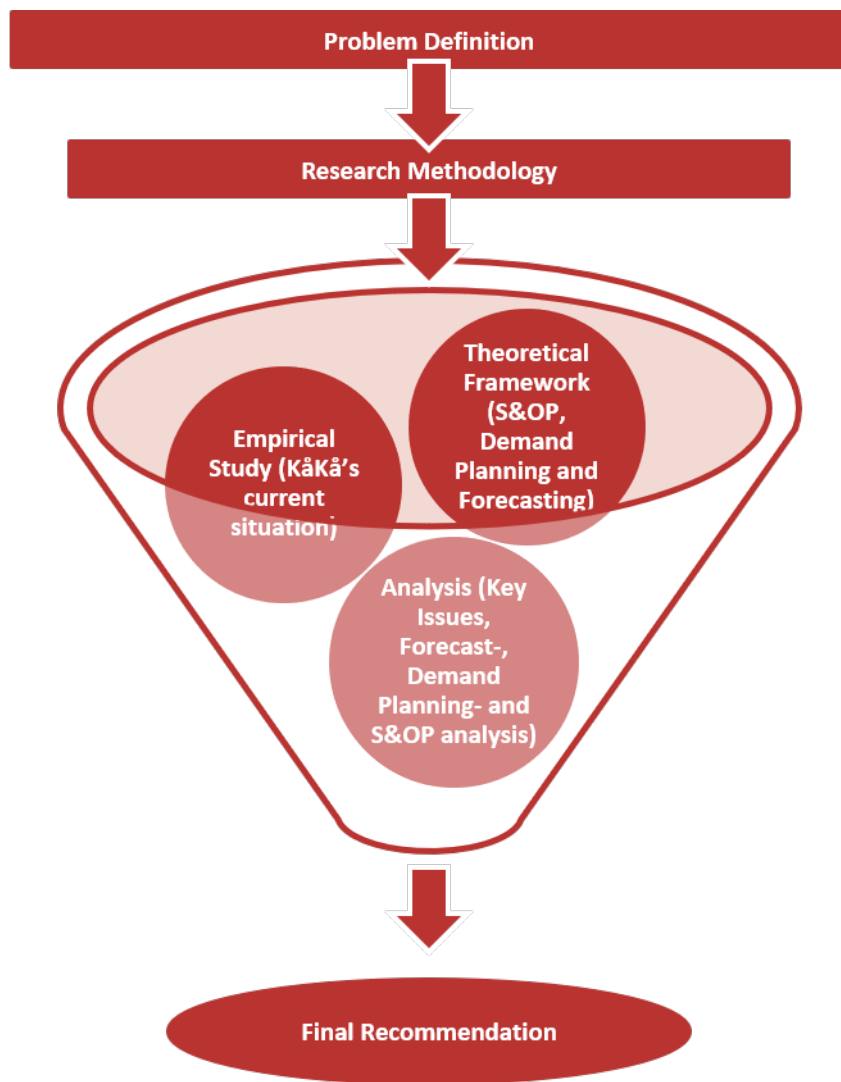 Problem Definition
Research Methodology
Theoretical
Framework
(S&OP,
Demand
Planning and
Forecasting)
Empirical
Study (KåKå's
current
situation)
Analysis (Key
Issues,
Forecast-,
Demand
Planning- and
S&OP analysis)
Final Recommendation